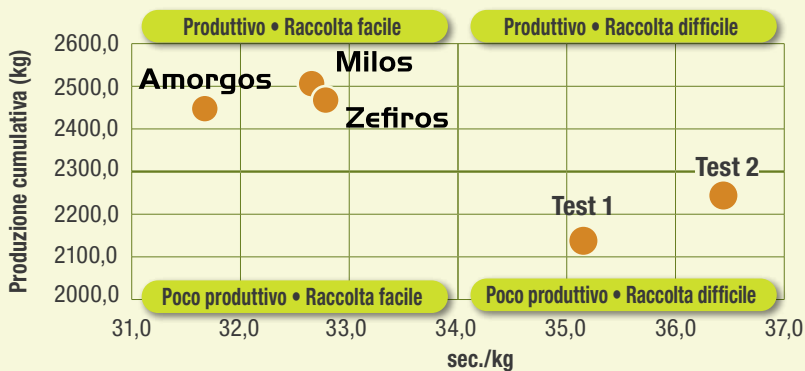 Produttivo • Raccolta facile
Produttivo • Raccolta difficile
Produzione cumulativa (kg)
2600,0
2500,0
2400,0
2300,0
2200,0
2100,0
2000,0
Amorgos
Milos
Zefiros
Test 1
Test 2
Poco produttivo • Raccolta facile
Poco produttivo • Raccolta difficile
31,0 32,0 33,0 34,0 35,0 36,0 37,0
sec./kg